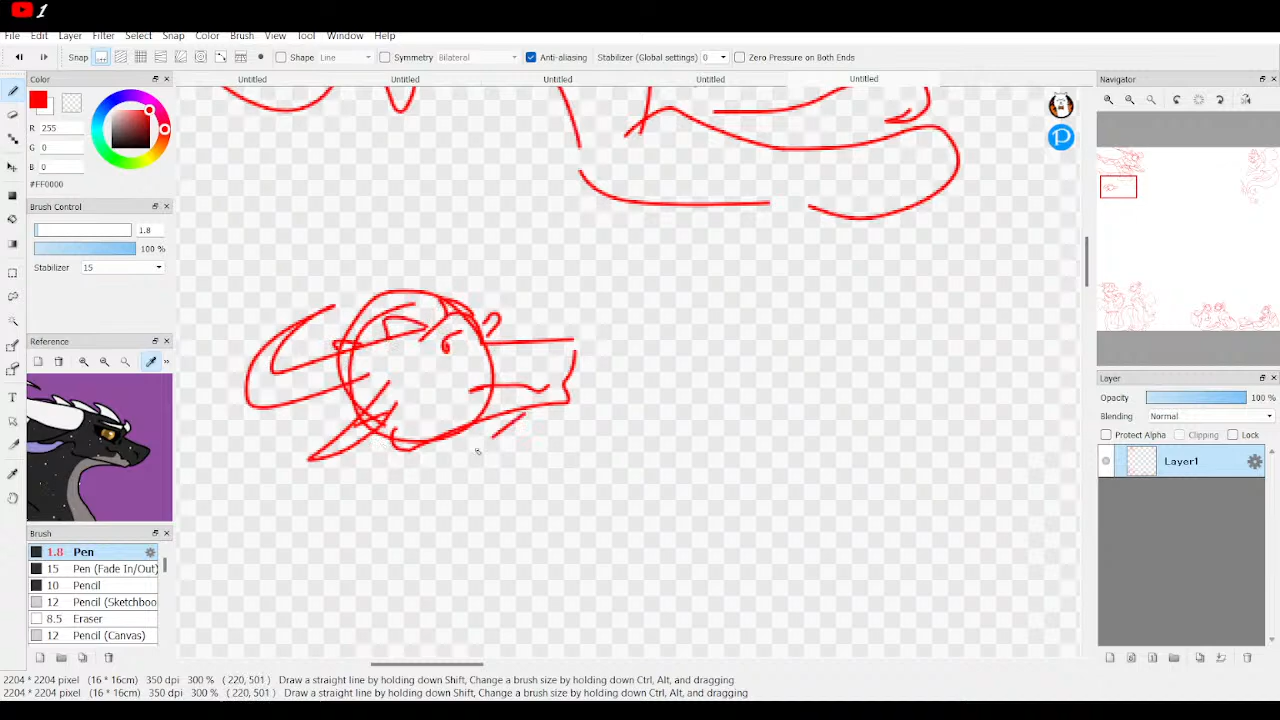 1
File Edit Layer Filter Select Snap Color Brush View Tool Window Help
Snap Shape Line Symmetry Bilateral Anti-aliasing Stabilizer (Global settings) 0 Zero Pressure on Both Ends
Color
Untitled Untitled Untitled Untitled Untitled
Navigator
R 255
G 0
B 0
#FF0000
Brush Control
1.8
100 %
Stabilizer 15
Reference
Layer
Opacity 100 %
Blending Normal
Protect Alpha Clipping Lock
Layer1
Brush
1.8 Pen
15 Pen (Fade In/Out)
10 Pencil
12 Pencil (Sketchboo
8.5 Eraser
12 Pencil (Canvas)
2204 * 2204 pixel (16 * 16cm) 350 dpi 300 % ( 220, 501 ) Draw a straight line by holding down Shift, Change a brush size by holding down Ctrl, Alt, and dragging
2204 * 2204 pixel (16 * 16cm) 350 dpi 300 % ( 220, 501 ) Draw a straight line by holding down Shift, Change a brush size by holding down Ctrl, Alt, and dragging